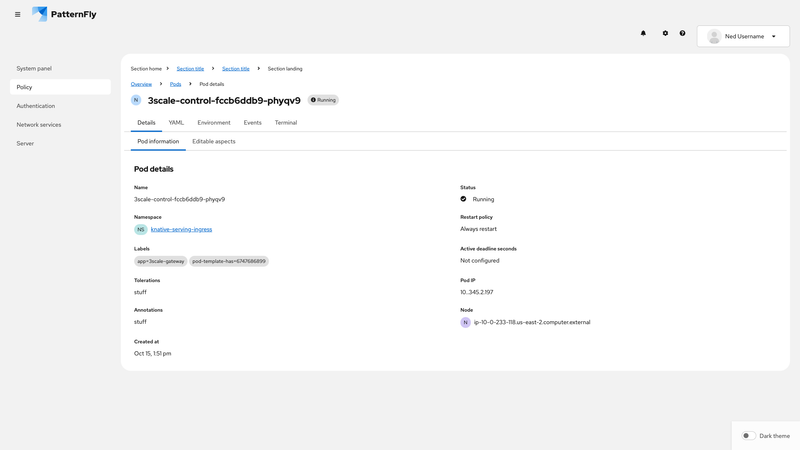 PatternFly
Ned Username
System panel
Policy
Authentication
Network services
Server
Section home Section title Section title Section landing
Overview Pods Pod details
N 3scale-control-fccb6ddb9-phyqv9 Running
Details YAML Environment Events Terminal
Pod information Editable aspects
Pod details
Name
3scale-control-fccb6ddb9-phyqv9
Status
Running
Namespace
NS knative-serving-ingress
Restart policy
Always restart
Labels
app=3scale-gateway pod-template-has=6747686899
Active deadline seconds
Not configured
Tolerations
stuff
Pod IP
10..345.2.197
Annotations
stuff
Node
N ip-10-0-233-118.us-east-2.computer.external
Created at
Oct 15, 1:51 pm
Dark theme